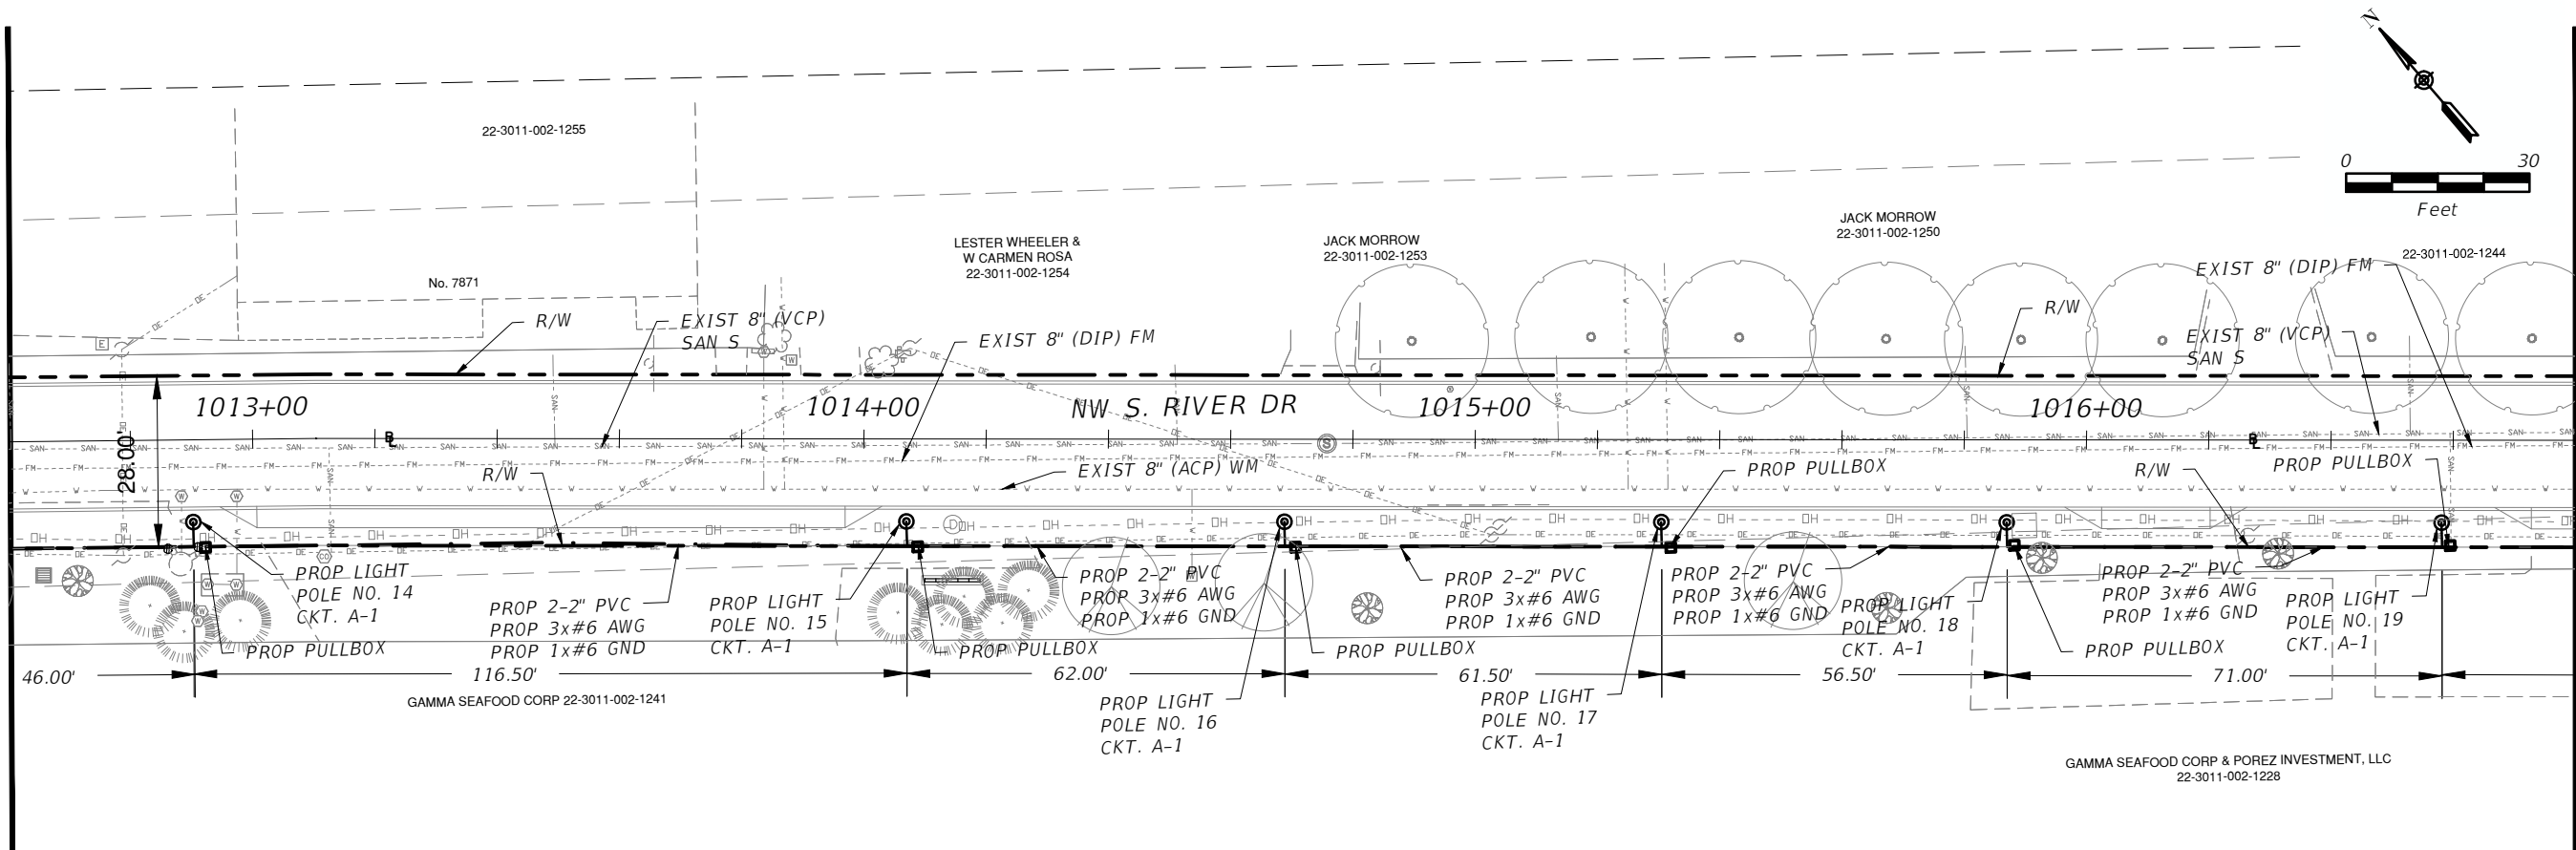 N
0 30
Feet
22-3011-002-1255
No. 7871
LESTER WHEELER &
W CARMEN ROSA
22-3011-002-1254
JACK MORROW
22-3011-002-1253
JACK MORROW
22-3011-002-1250
22-3011-002-1244
EXIST 8" (DIP) FM
R/W
EXIST 8" (VCP)
SAN S
EXIST 8" (DIP) FM
R/W
EXIST 8" (VCP)
SAN S
1013+00
1014+00
NW S. RIVER DR
1015+00
1016+00
28.00'
R/W
EXIST 8" (ACP) WM
PROP PULLBOX
R/W
PROP PULLBOX
PROP LIGHT
POLE NO. 14
CKT. A-1
PROP PULLBOX
PROP 2-2" PVC
PROP 3x#6 AWG
PROP 1x#6 GND
PROP LIGHT
POLE NO. 15
CKT. A-1
PROP PULLBOX
PROP 2-2" PVC
PROP 3x#6 AWG
PROP 1x#6 GND
PROP PULLBOX
PROP 2-2" PVC
PROP 3x#6 AWG
PROP 1x#6 GND
PROP 2-2" PVC
PROP 3x#6 AWG
PROP 1x#6 GND
PROP LIGHT
POLE NO. 18
CKT. A-1
PROP PULLBOX
PROP 2-2" PVC
PROP 3x#6 AWG
PROP 1x#6 GND
PROP LIGHT
POLE NO. 19
CKT. A-1
46.00'
116.50'
62.00'
61.50'
56.50'
71.00'
GAMMA SEAFOOD CORP 22-3011-002-1241
PROP LIGHT
POLE NO. 16
CKT. A-1
PROP LIGHT
POLE NO. 17
CKT. A-1
GAMMA SEAFOOD CORP & POREZ INVESTMENT, LLC
22-3011-002-1228